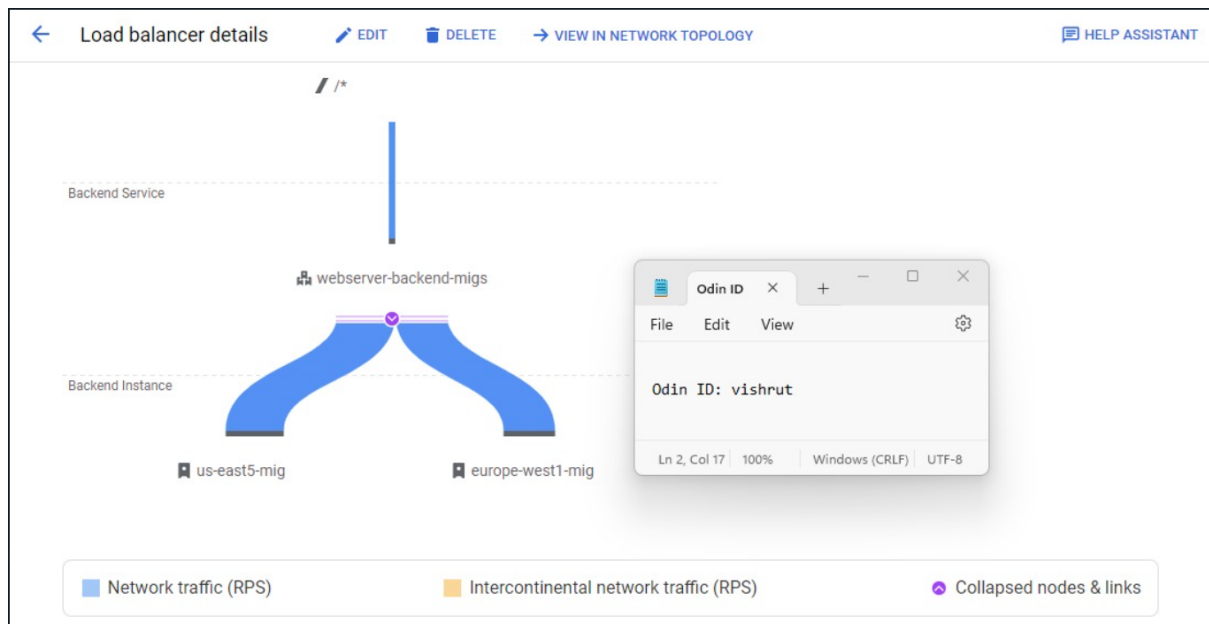 Load balancer details
EDIT
DELETE
VIEW IN NETWORK TOPOLOGY
HELP ASSISTANT
/*
Backend Service
webserver-backend-migs
Backend Instance
us-east5-mig
europe-west1-mig
Odin ID
File Edit View
Odin ID: vishrut
Ln 2, Col 17 100% Windows (CRLF) UTF-8
Network traffic (RPS)
Intercontinental network traffic (RPS)
Collapsed nodes & links